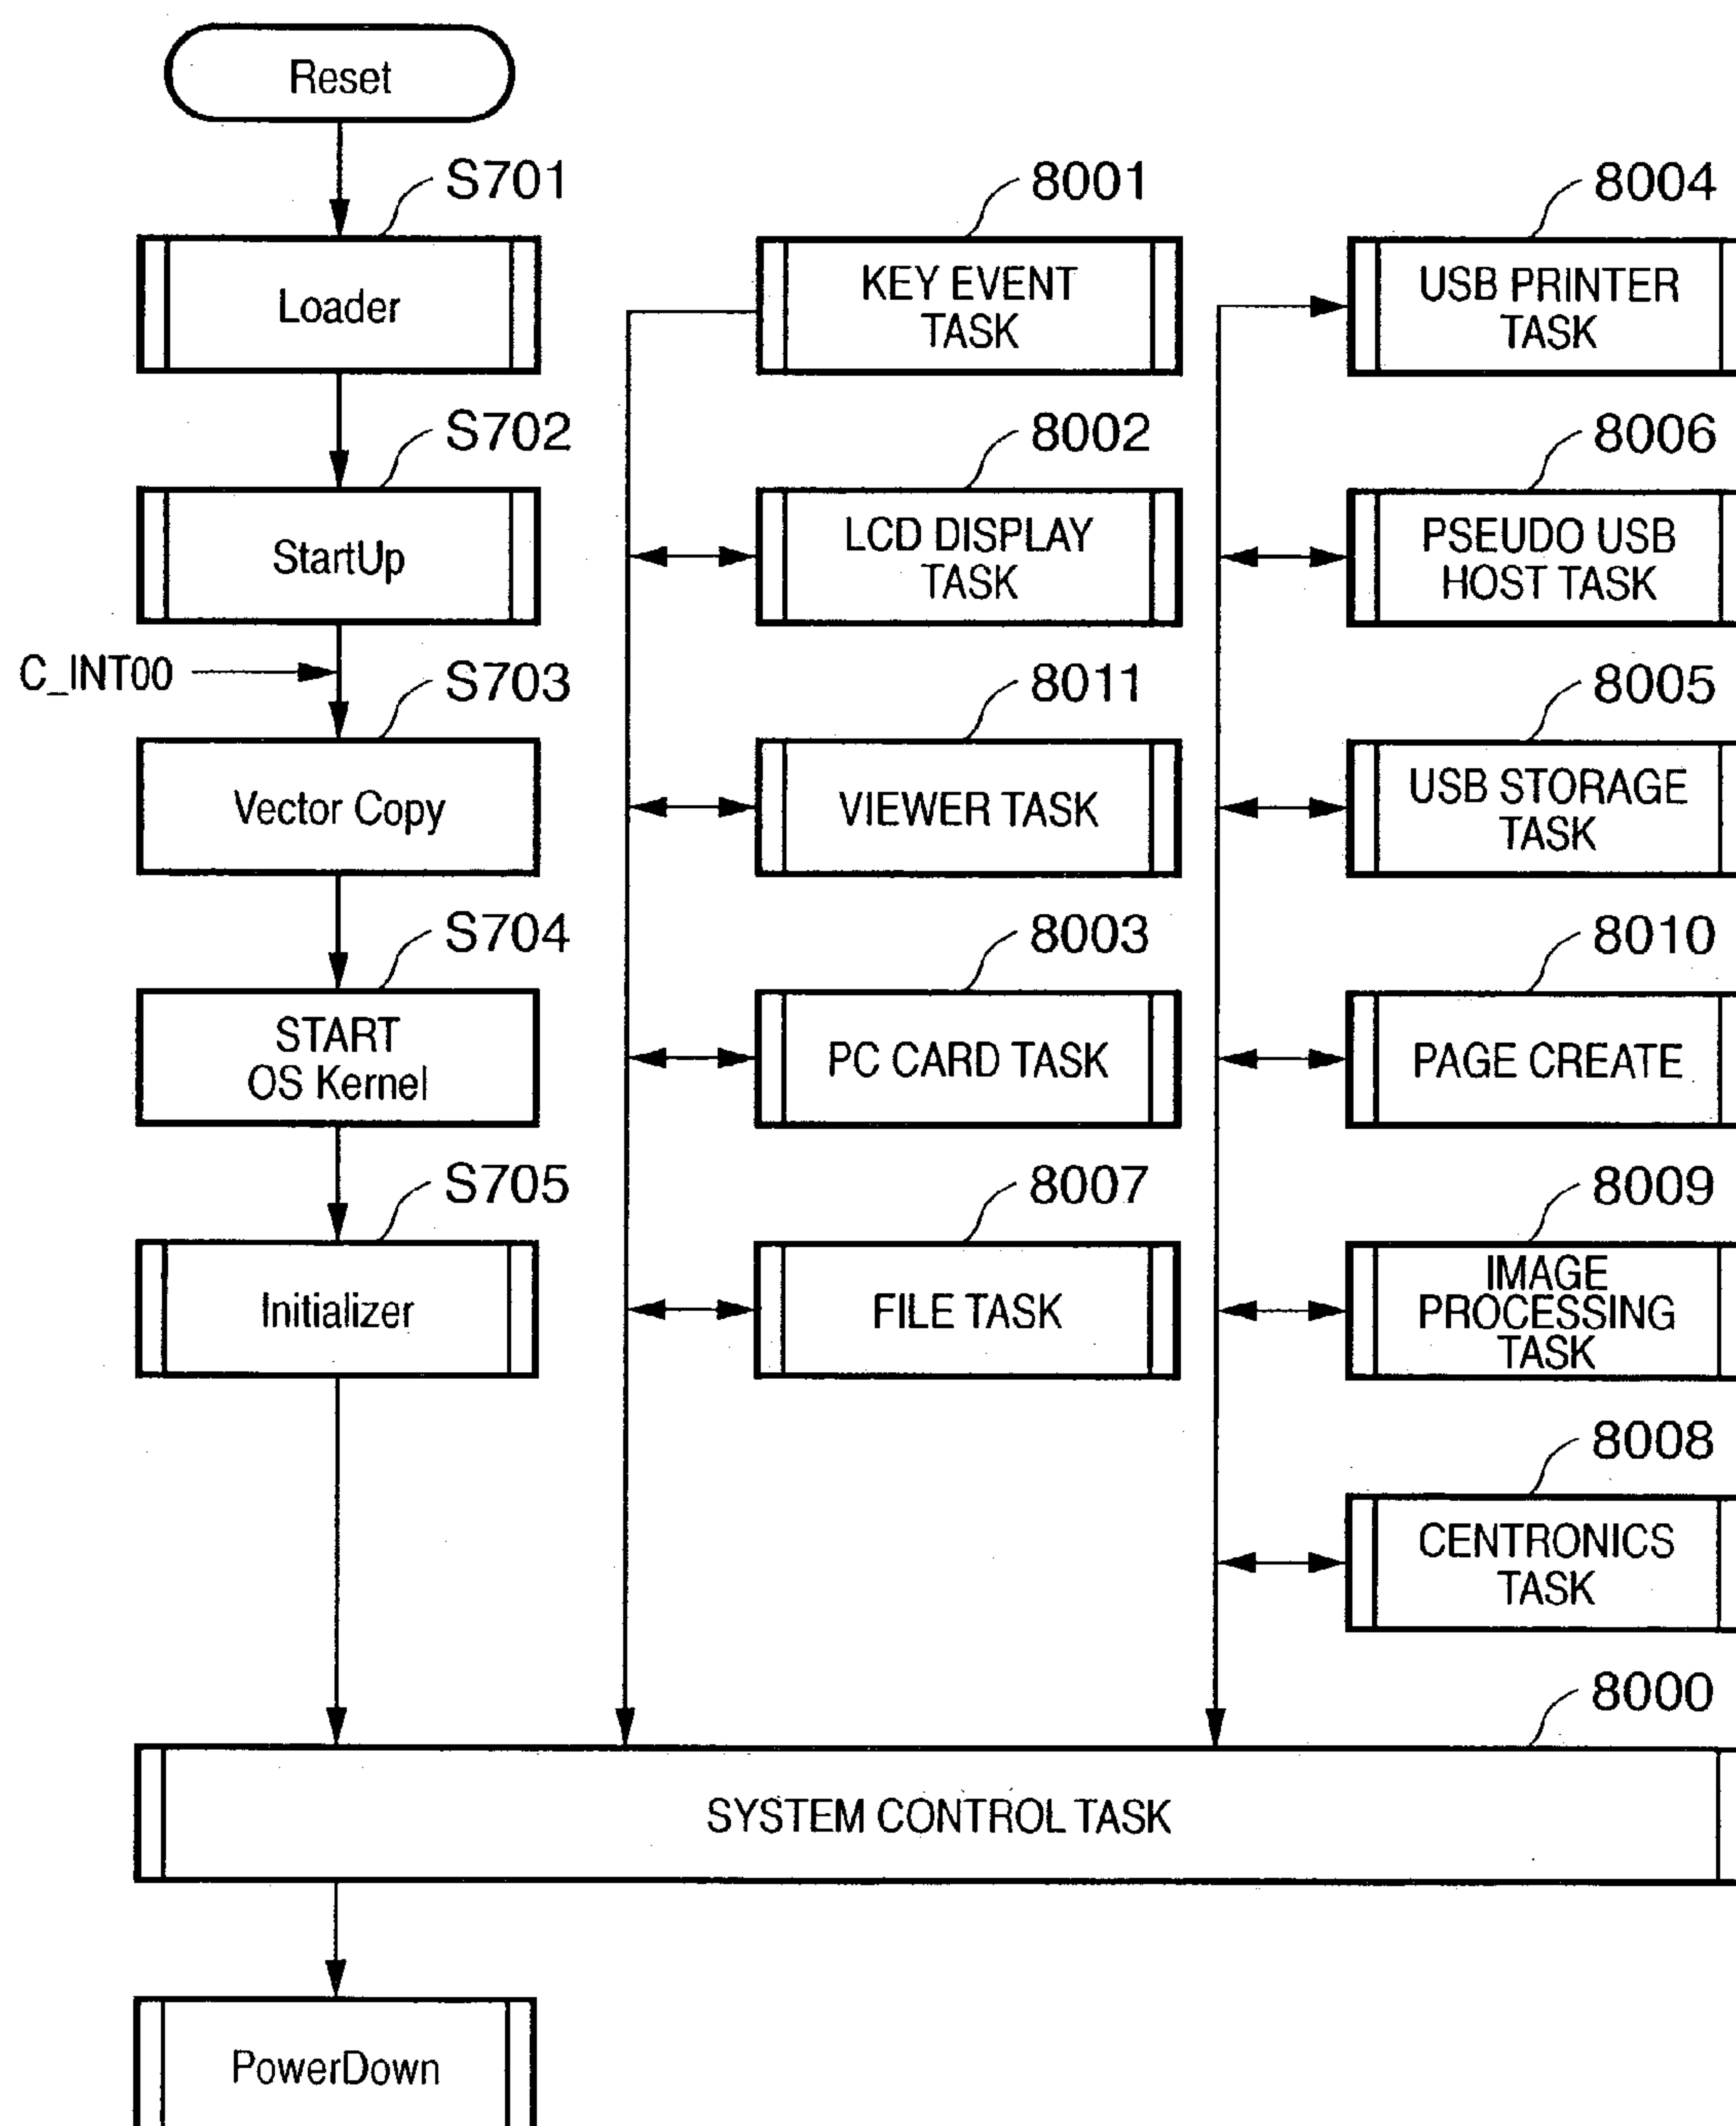 Reset
S701
Loader
S702
StartUp
C_INT00
S703
Vector Copy
S704
START
OS Kernel
S705
Initializer
8001
KEY EVENT
TASK
8002
LCD DISPLAY
TASK
8011
VIEWER TASK
8003
PC CARD TASK
8007
FILE TASK
8004
USB PRINTER
TASK
8006
PSEUDO USB
HOST TASK
8005
USB STORAGE
TASK
8010
PAGE CREATE
8009
IMAGE
PROCESSING
TASK
8008
CENTRONICS
TASK
8000
SYSTEM CONTROL TASK
PowerDown